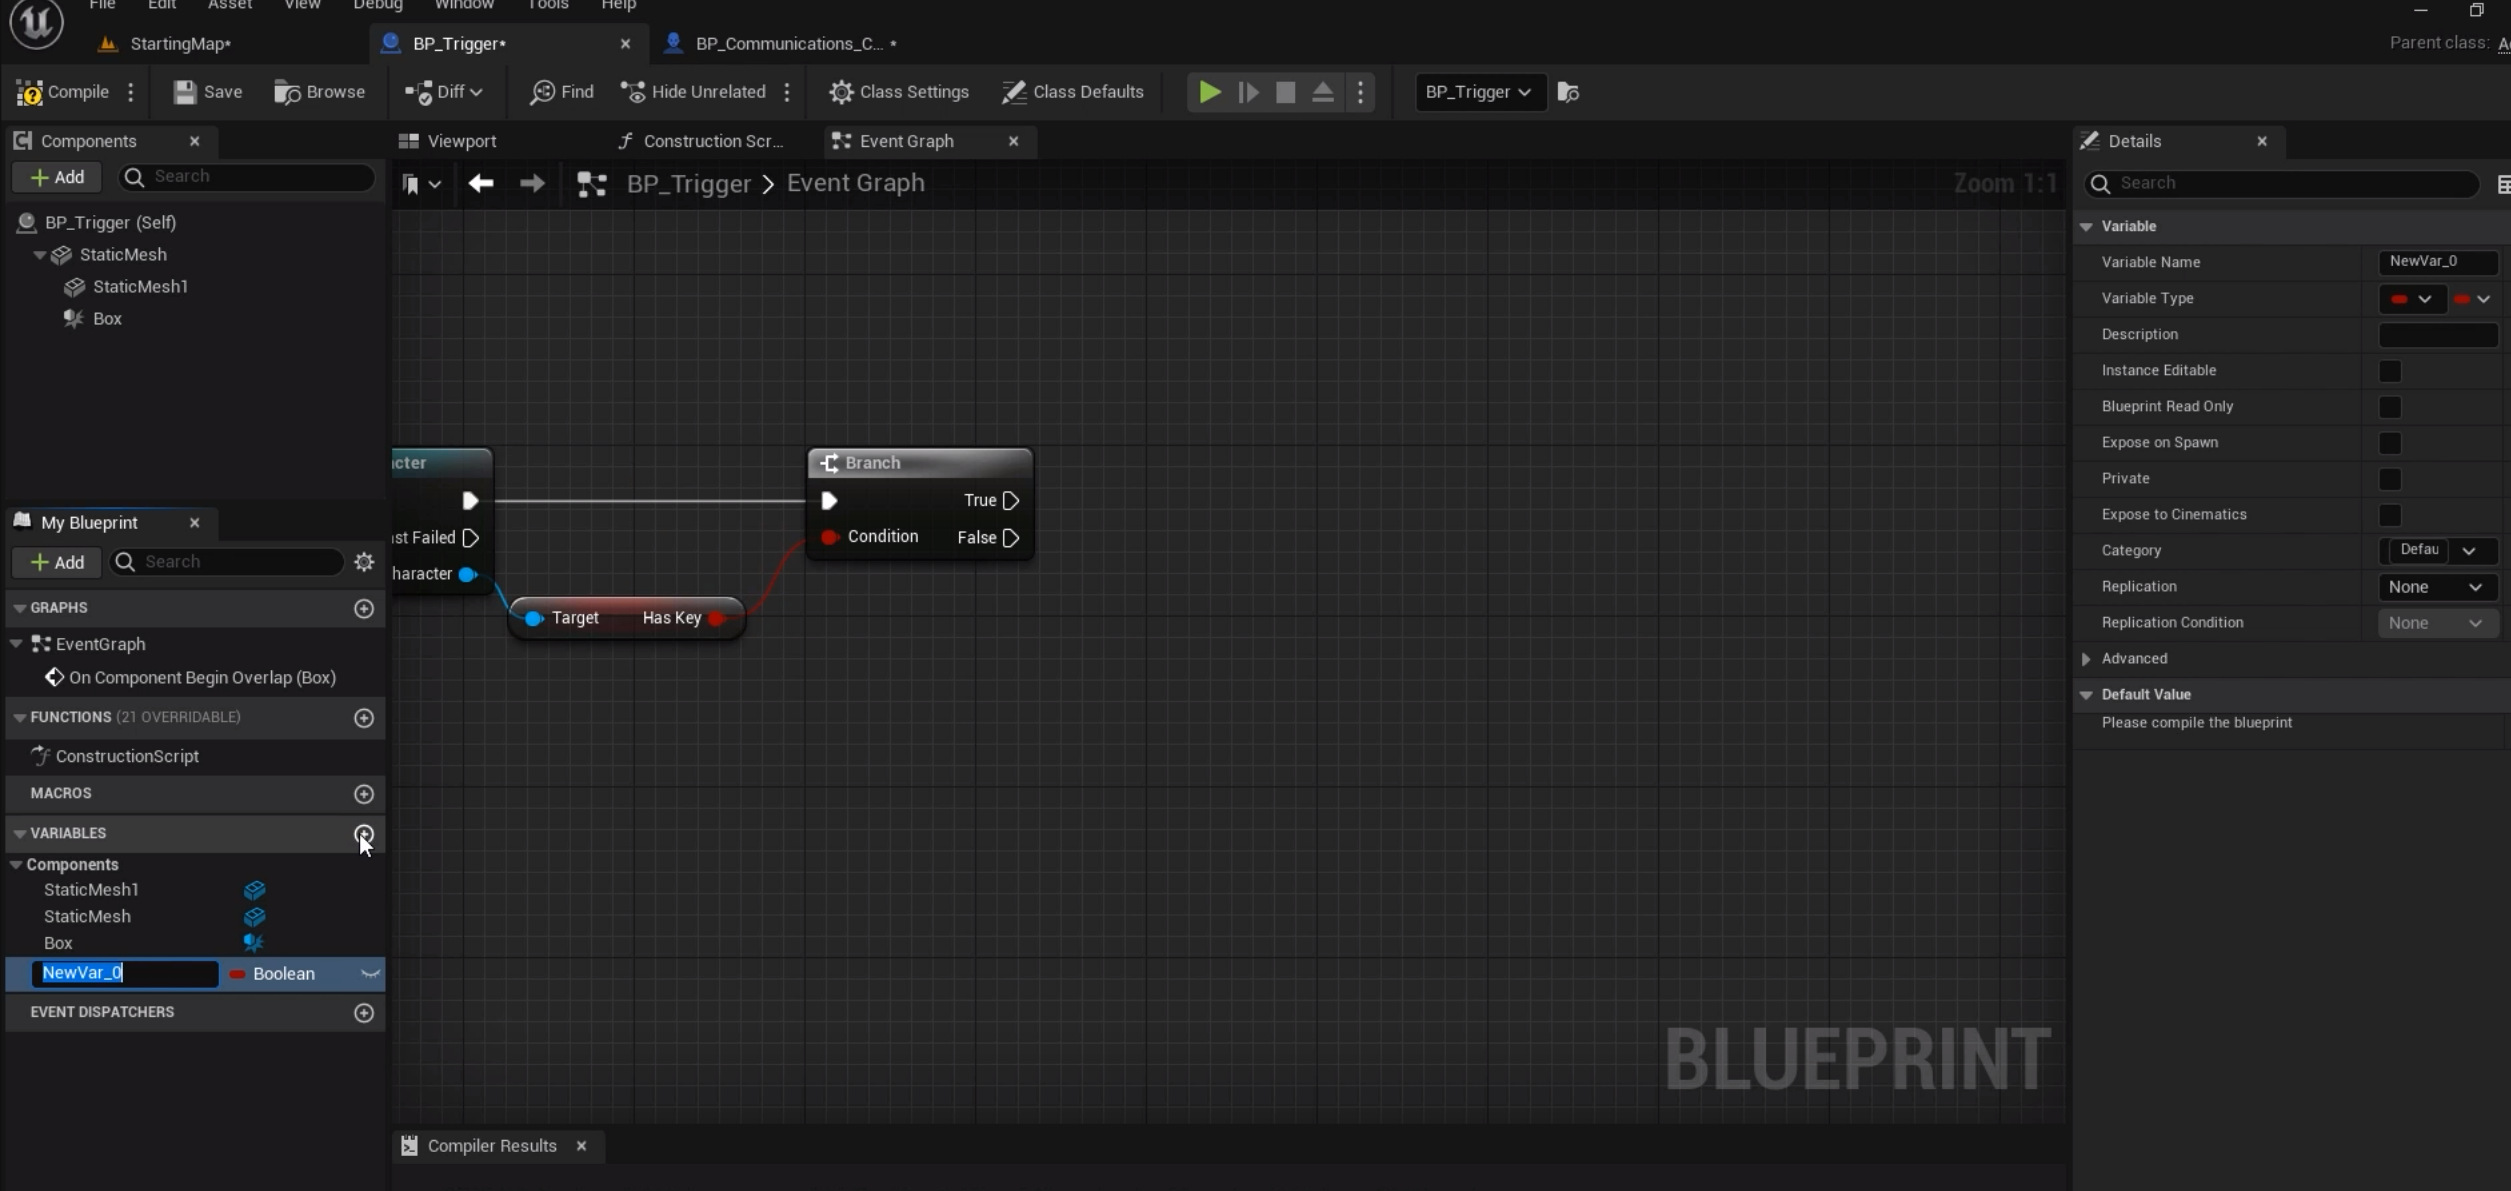 File Edit Asset View Debug Window Tools Help
StartingMap*
BP_Trigger*
BP_Communications_C... *
Parent class:
Compile
Save
Browse
Diff
Find
Hide Unrelated
Class Settings
Class Defaults
BP_Trigger
Components
Add
Search
BP_Trigger (Self)
StaticMesh
StaticMesh1
Box
My Blueprint
Add
Search
GRAPHS
EventGraph
On Component Begin Overlap (Box)
FUNCTIONS (21 OVERRIDABLE)
ConstructionScript
MACROS
VARIABLES
Components
StaticMesh1
StaticMesh
Box
NewVar_0 Boolean
EVENT DISPATCHERS
Viewport
Construction Scr...
Event Graph
BP_Trigger > Event Graph
Zoom 1:1
acter
ast Failed
haracter
Target Has Key
Branch
True
Condition False
BLUEPRINT
Compiler Results
Details
Search
Variable
Variable Name NewVar_0
Variable Type
Description
Instance Editable
Blueprint Read Only
Expose on Spawn
Private
Expose to Cinematics
Category Defau
Replication None
Replication Condition None
Advanced
Default Value
Please compile the blueprint